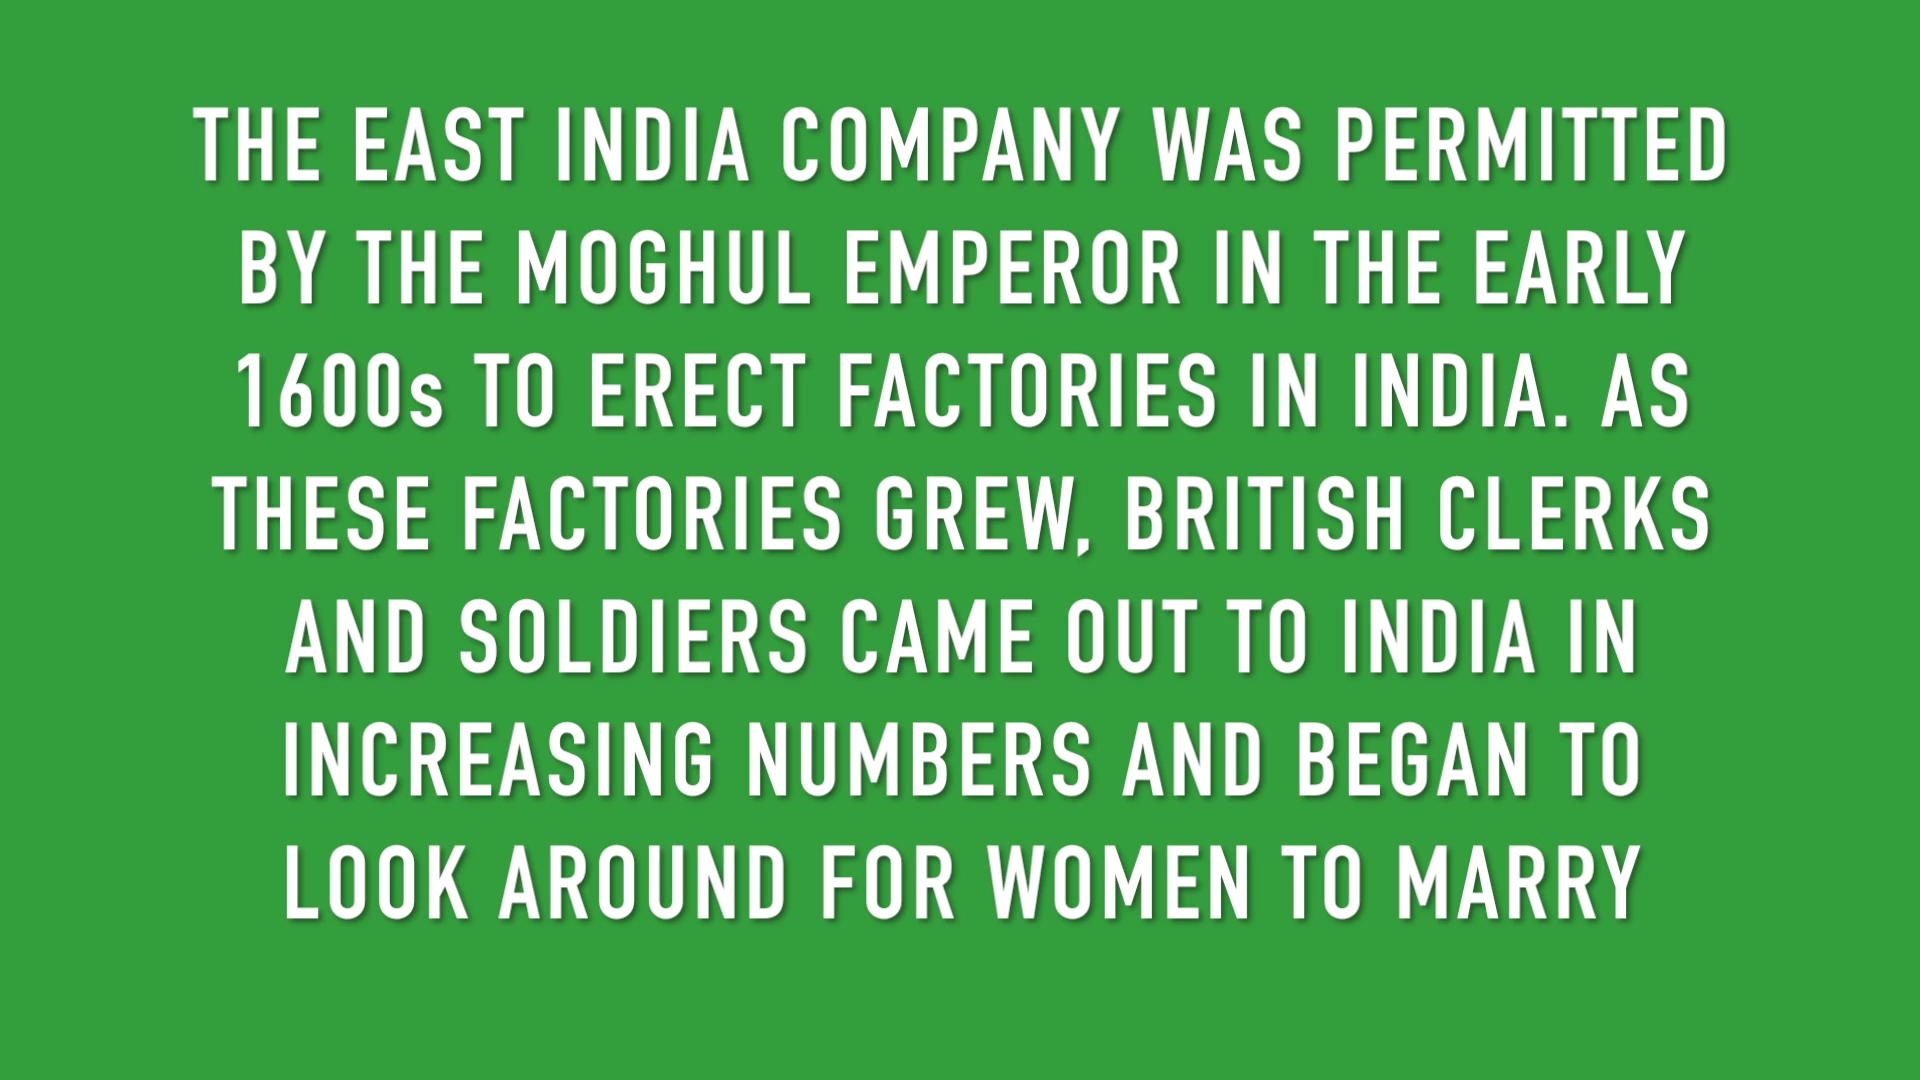 THE EAST INDIA COMPANY WAS PERMITTED
BY THE MOGHUL EMPEROR IN THE EARLY
1600s TO ERECT FACTORIES IN INDIA. AS
THESE FACTORIES GREW, BRITISH CLERKS
AND SOLDIERS CAME OUT TO INDIA IN
INCREASING NUMBERS AND BEGAN TO
LOOK AROUND FOR WOMEN TO MARRY